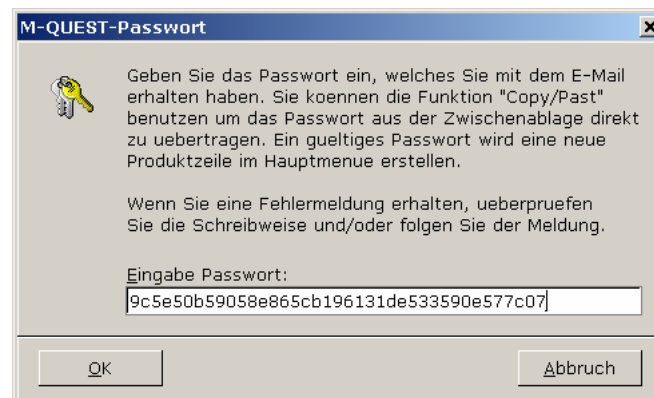 M-QUEST-Passwort
Geben Sie das Passwort ein, welches Sie mit dem E-Mail
erhalten haben. Sie koennen die Funktion "Copy/Past"
benutzen um das Passwort aus der Zwischenablage direkt
zu uebertragen. Ein gueltiges Passwort wird eine neue
Produktzeile im Hauptmenue erstellen.
Wenn Sie eine Fehlermeldung erhalten, ueberpruefen
Sie die Schreibweise und/oder folgen Sie der Meldung.
Eingabe Passwort:
9c5e50b59058e865cb196131de533590e577c07
OK
Abbruch